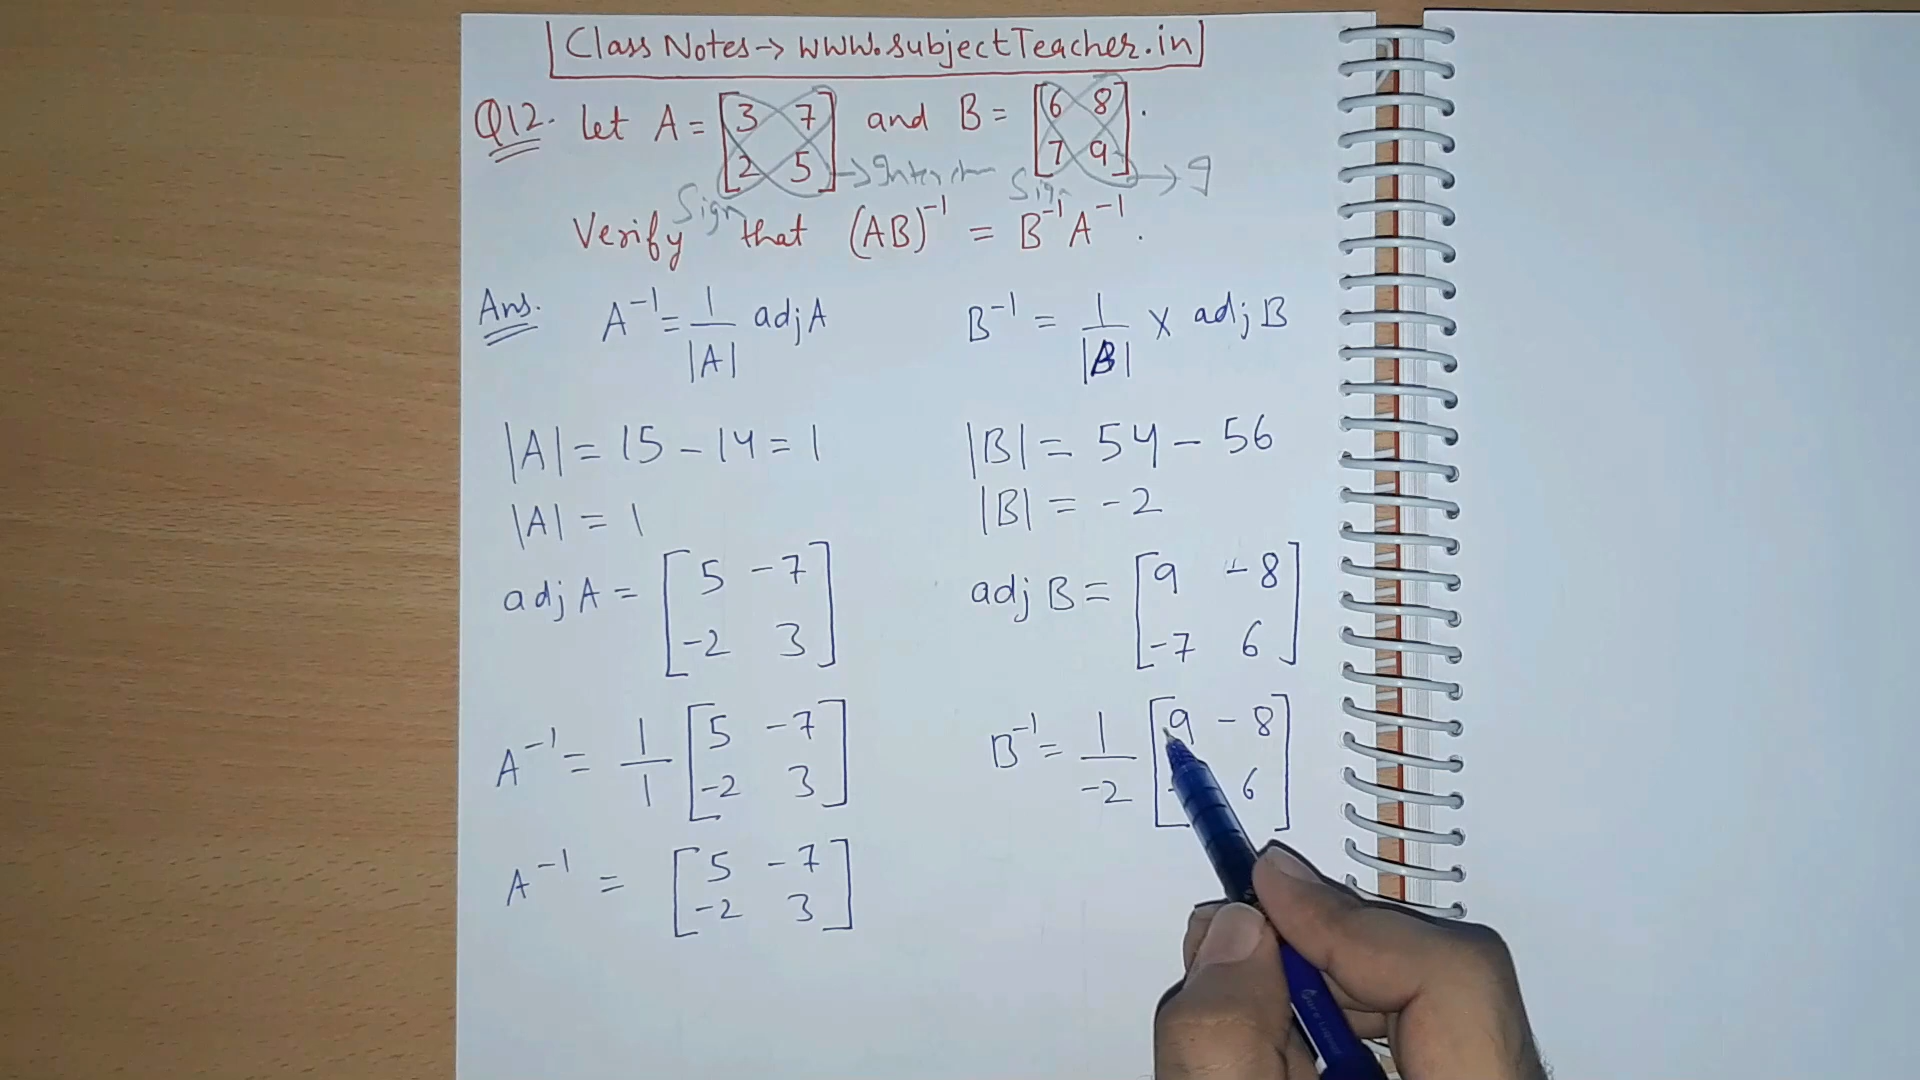 Class Notes → www.subjectTeacher.in
Q12. Let A = [3 7 and B = [6 8] .
2 5] 7 9]
Sign Sign → 9
Verify that (AB)⁻¹ = B⁻¹A⁻¹ .
Ans. A⁻¹ = 1/|A| adj A B⁻¹ = 1/|B| × adj B
|A| = 15 - 14 = 1 |B| = 54 - 56
|A| = 1 |B| = -2
adj A = [5 -7 adj B = [9 -8
-2 3] -7 6]
A⁻¹ = 1/1 [5 -7 B⁻¹ = 1/-2 [9 -8
-2 3] 6]
A⁻¹ = [5 -7
-2 3]